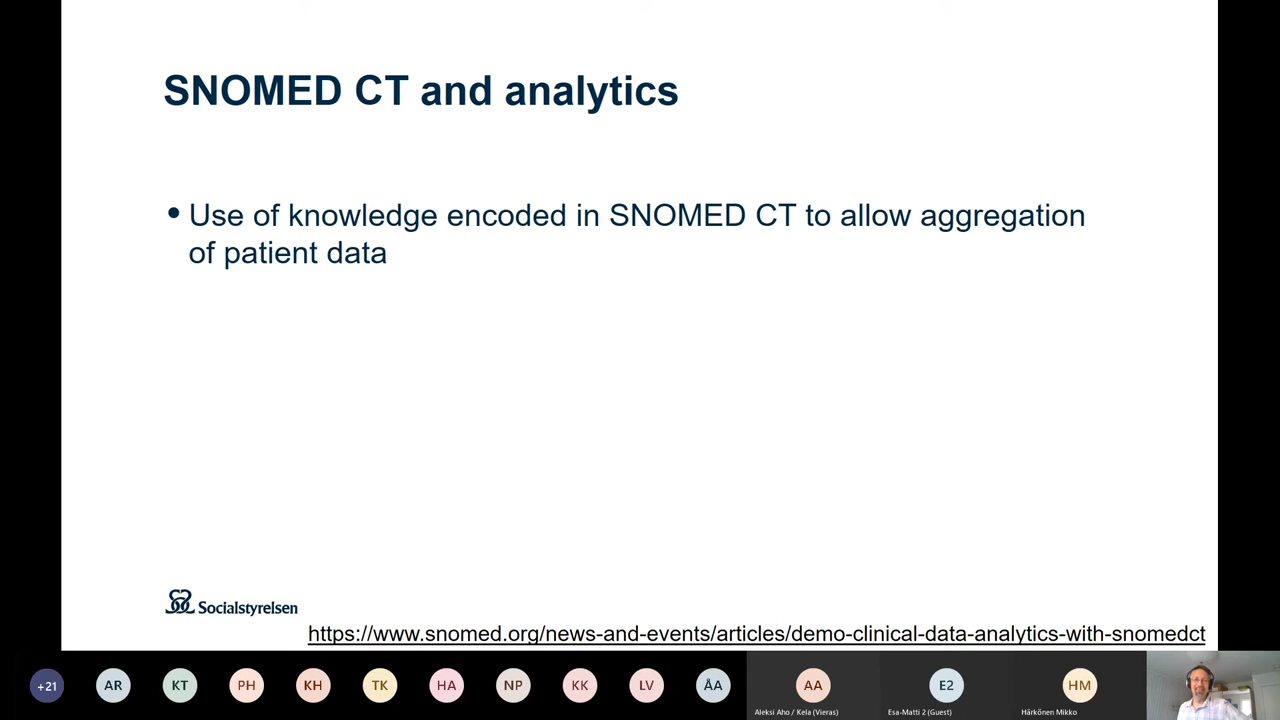 SNOMED CT and analytics
• Use of knowledge encoded in SNOMED CT to allow aggregation
of patient data
Socialstyrelsen
https://www.snomed.org/news-and-events/articles/demo-clinical-data-analytics-with-snomedct
+21 AR KT PH KH TK HA NP KK LV ÅA AA E2 HM
Aleksi Aho / Kela (Vieras) Esa-Matti 2 (Guest) Härkönen Mikko